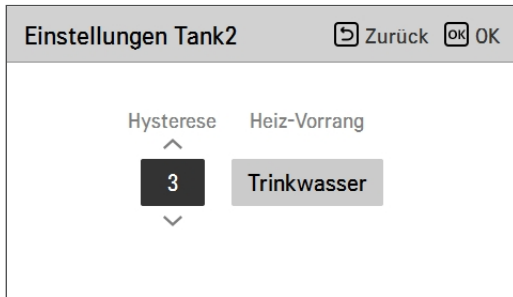 Einstellungen Tank2 Zurück OK OK
Hysterese Heiz-Vorrang
3 Trinkwasser